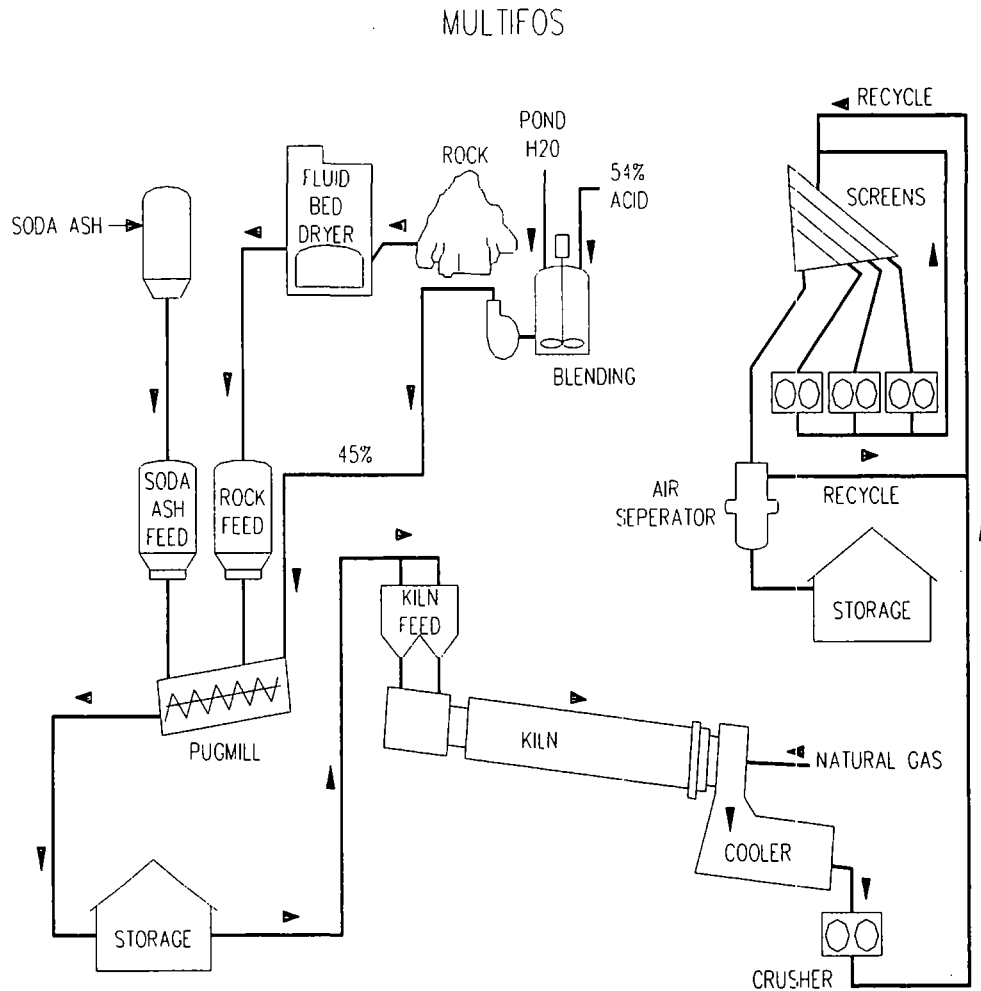 MULTIFOS
RECYCLE
POND
H20
54%
ACID
ROCK
FLUID
BED
DRYER
SODA ASH
SCREENS
BLENDING
45%
SODA
ASH
FEED
ROCK
FEED
AIR
SEPERATOR
RECYCLE
KILN
FEED
STORAGE
PUGMILL
KILN
NATURAL GAS
COOLER
STORAGE
CRUSHER